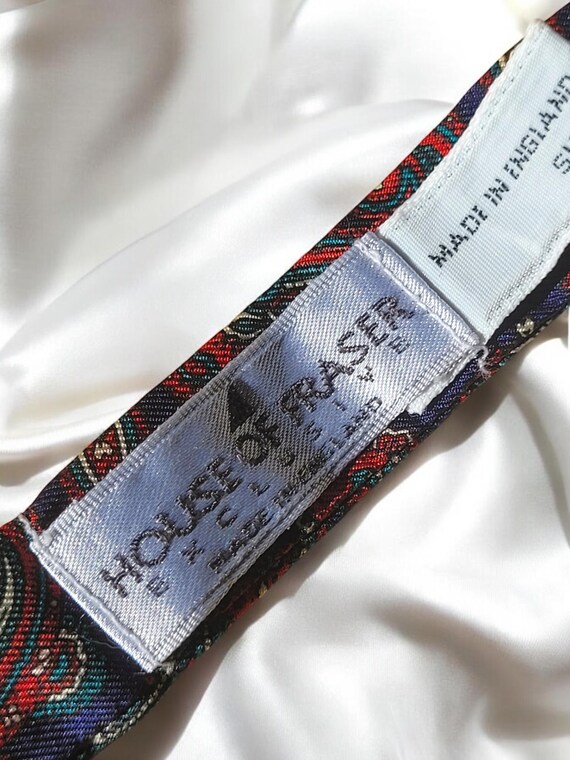 HOUSE OF FRASER
EXCLUSIVE
MADE IN ENGLAND
MADE IN ENGLAND